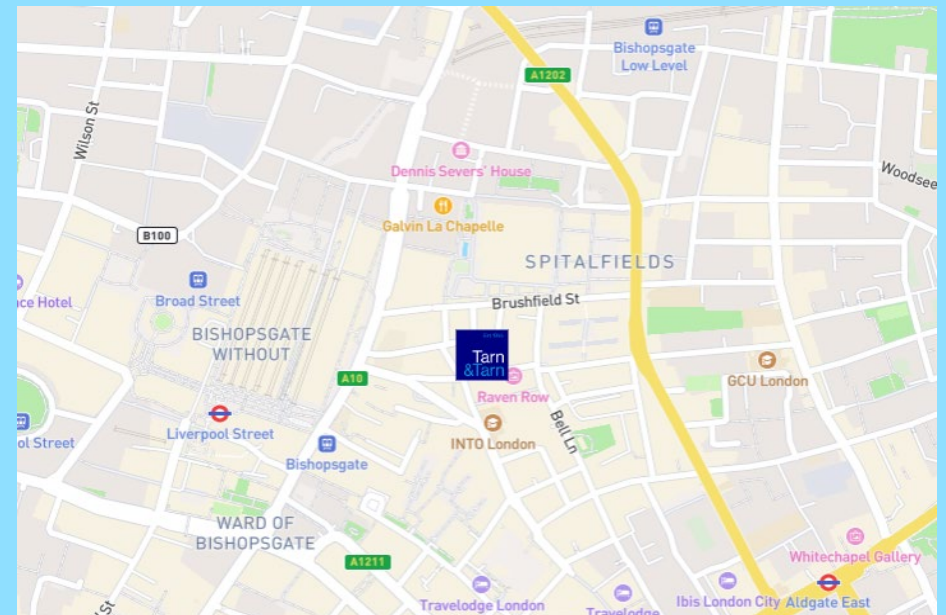 Bishopsgate
Low Level
A1202
Wilson St
Dennis Severs' House
Woodsee
Galvin La Chapelle
B100
SPITALFIELDS
ce Hotel
Broad Street
Brushfield St
BISHOPSGATE
WITHOUT
Tarn
&Tarn
A10
GCU London
Raven Row
Bell Ln
Liverpool Street
INTO London
ol Street
Bishopsgate
WARD OF
BISHOPSGATE
A1211
Whitechapel Gallery
Travelodge London
Travelodge
Ibis London City
Aldgate East
St